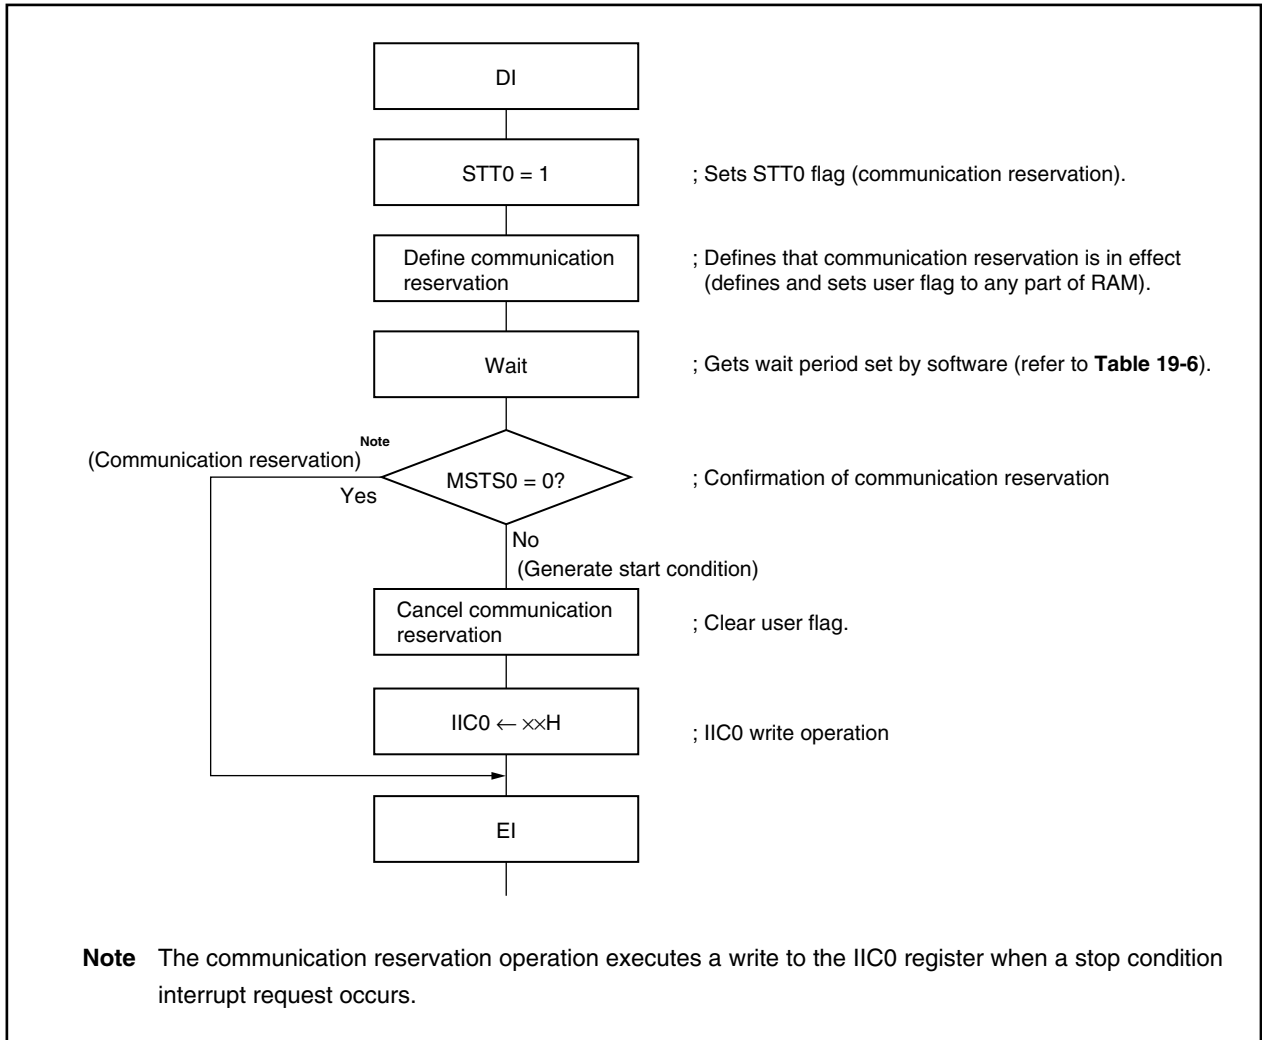 DI
STT0 = 1
; Sets STT0 flag (communication reservation).
Define communication
reservation
; Defines that communication reservation is in effect
(defines and sets user flag to any part of RAM).
Wait
; Gets wait period set by software (refer to Table 19-6).
(Communication reservation) Note
MSTS0 = 0?
; Confirmation of communication reservation
Yes
No
(Generate start condition)
Cancel communication
reservation
; Clear user flag.
IIC0 ← ××H
; IIC0 write operation
EI
Note The communication reservation operation executes a write to the IIC0 register when a stop condition
interrupt request occurs.